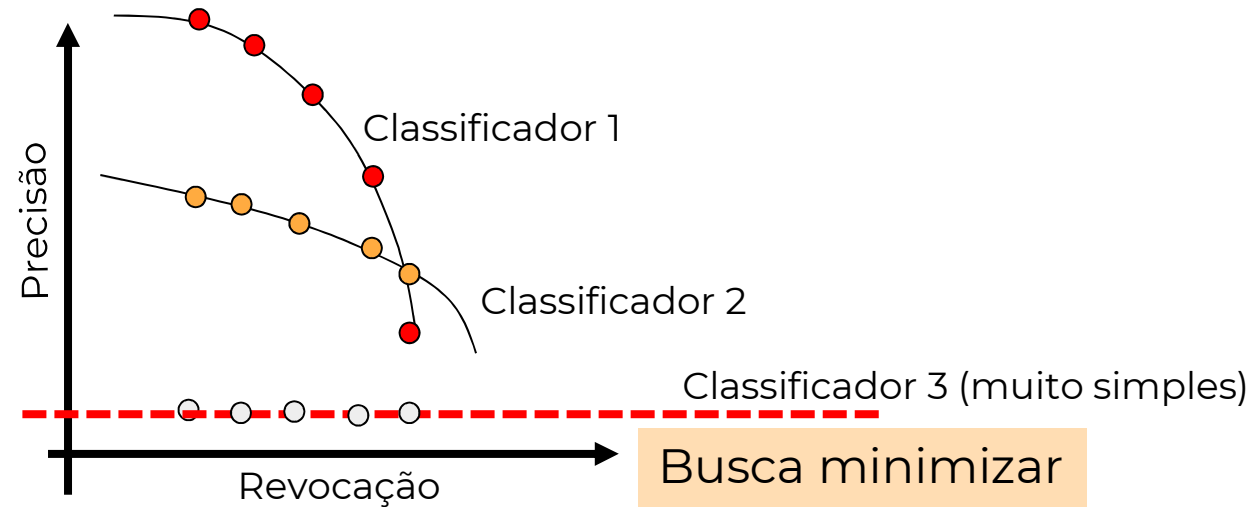 Precisão
Classificador 1
Classificador 2
Classificador 3 (muito simples)
Revocação
Busca minimizar